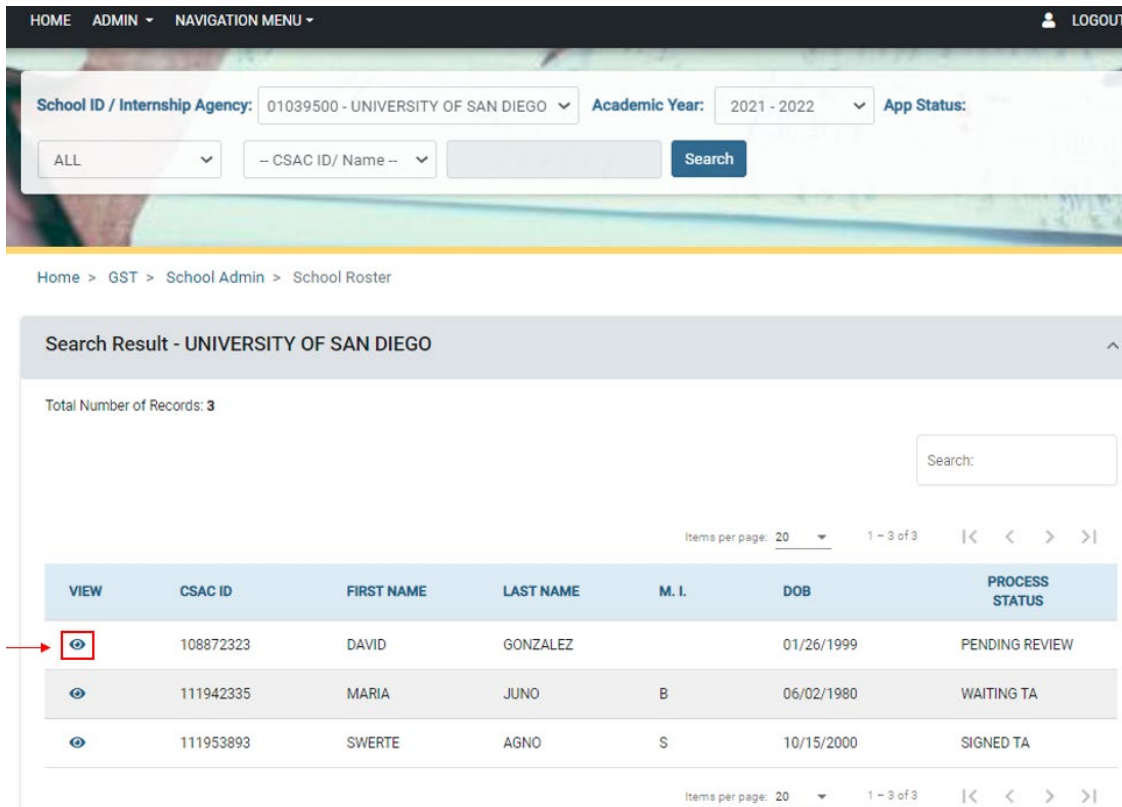 HOME ADMIN NAVIGATION MENU LOGOUT
School ID / Internship Agency: 01039500 - UNIVERSITY OF SAN DIEGO Academic Year: 2021 - 2022 App Status:
ALL -- CSAC ID/ Name -- Search
Home > GST > School Admin > School Roster
Search Result - UNIVERSITY OF SAN DIEGO
Total Number of Records: 3
Search:
Items per page: 20 1 – 3 of 3
VIEW CSAC ID FIRST NAME LAST NAME M. I. DOB PROCESS STATUS
108872323 DAVID GONZALEZ 01/26/1999 PENDING REVIEW
111942335 MARIA JUNO B 06/02/1980 WAITING TA
111953893 SWERTE AGNO S 10/15/2000 SIGNED TA
Items per page: 20 1 – 3 of 3